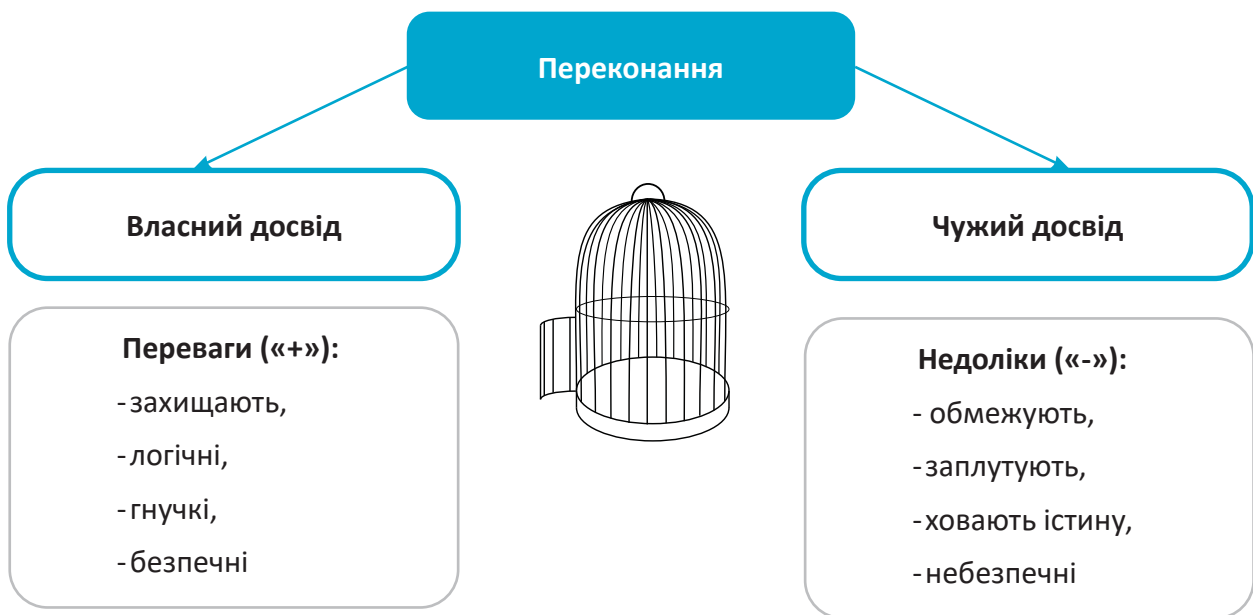 Переконання
Власний досвід
Чужий досвід
Переваги («+»):
-захищають,
-логічні,
-гнучкі,
-безпечні
Недоліки («-»):
- обмежують,
-заплутують,
-ховають істину,
-небезпечні